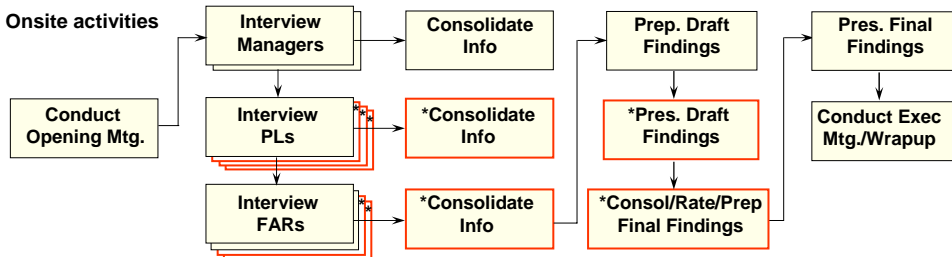 Onsite activities
Conduct
Opening Mtg.
Interview
Managers
Consolidate
Info
Interview
PLs
* * *
*Consolidate
Info
Interview
FARs
* *
*Consolidate
Info
Prep. Draft
Findings
*Pres. Draft
Findings
*Consol/Rate/Prep
Final Findings
Pres. Final
Findings
Conduct Exec
Mtg./Wrapup